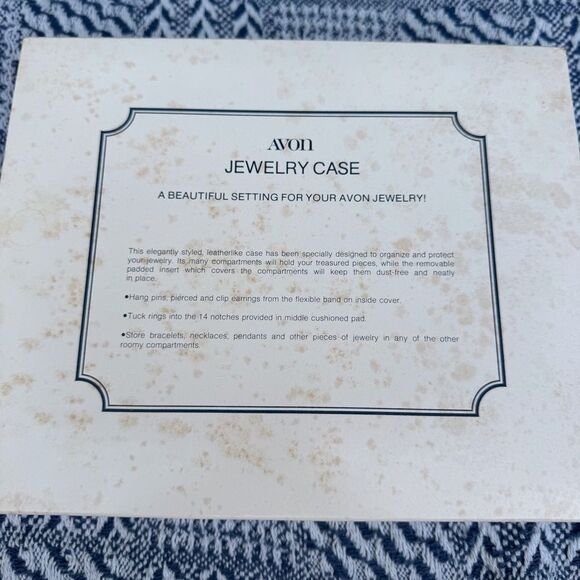 AVON
JEWELRY CASE
A BEAUTIFUL SETTING FOR YOUR AVON JEWELRY!
This elegantly styled, leatherlike case has been specially designed to organize and protect
your jewelry. Its many compartments will hold your treasured pieces, while the removable
padded insert which covers the compartments will keep them dust-free and neatly
in place.
•Hang pins, pierced and clip earrings from the flexible band on inside cover.
•Tuck rings into the 14 notches provided in middle cushioned pad.
•Store bracelets, necklaces, pendants and other pieces of jewelry in any of the other
roomy compartments.